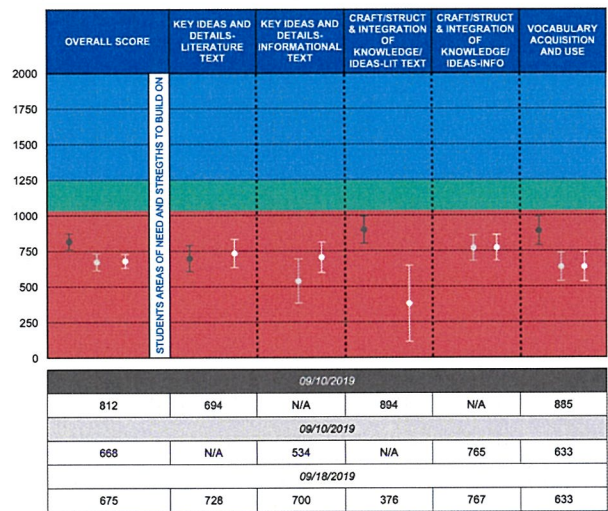 OVERALL SCORE
KEY IDEAS AND
DETAILS-
LITERATURE
TEXT
KEY IDEAS AND
DETAILS-
INFORMATIONAL
TEXT
CRAFT/STRUCT
& INTEGRATION
OF
KNOWLEDGE/
IDEAS-LIT TEXT
CRAFT/STRUCT
& INTEGRATION
OF
KNOWLEDGE/
IDEAS-INFO
VOCABULARY
ACQUISITION
AND USE
2000
1750
1500
1250
1000
750
500
250
0
STUDENTS AREAS OF NEED AND STREGTHS TO BUILD ON
09/10/2019
812 694 N/A 894 N/A 885
09/10/2019
668 N/A 534 N/A 765 633
09/18/2019
675 728 700 376 767 633